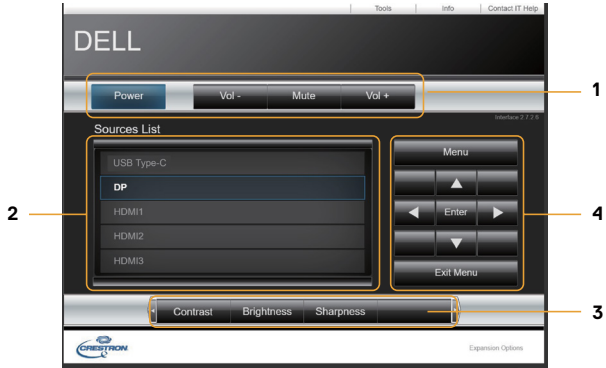 Tools Info Contact IT Help
DELL
1
Power Vol - Mute Vol +
Interface 2.7.2.6
Sources List
Menu
USB Type-C
DP
2
Enter
4
HDMI1
HDMI2
HDMI3
Exit Menu
Contrast Brightness Sharpness
3
CRESTRON
Expansion Options